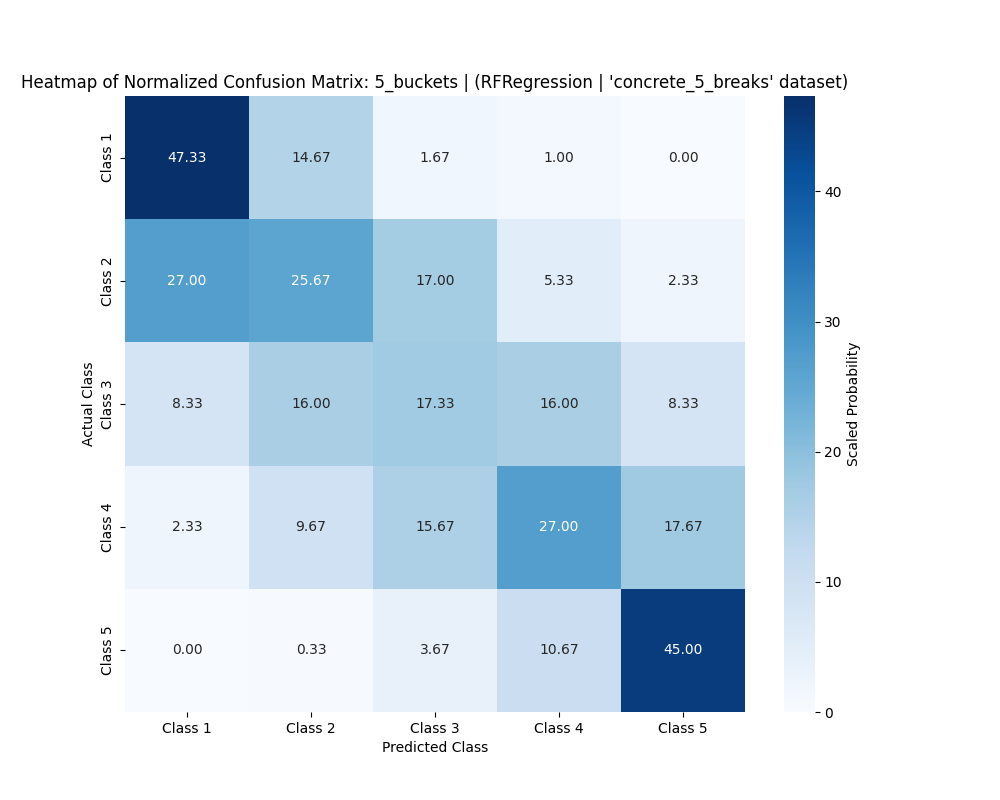 Heatmap of Normalized Confusion Matrix: 5_buckets | (RFRegression | 'concrete_5_breaks' dataset)
Class 1 47.33 14.67 1.67 1.00 0.00
Class 2 27.00 25.67 17.00 5.33 2.33
Class 3 8.33 16.00 17.33 16.00 8.33
Class 4 2.33 9.67 15.67 27.00 17.67
Class 5 0.00 0.33 3.67 10.67 45.00
Class 1 Class 2 Class 3 Class 4 Class 5
Predicted Class
Actual Class
40
30
20
10
0
Scaled Probability